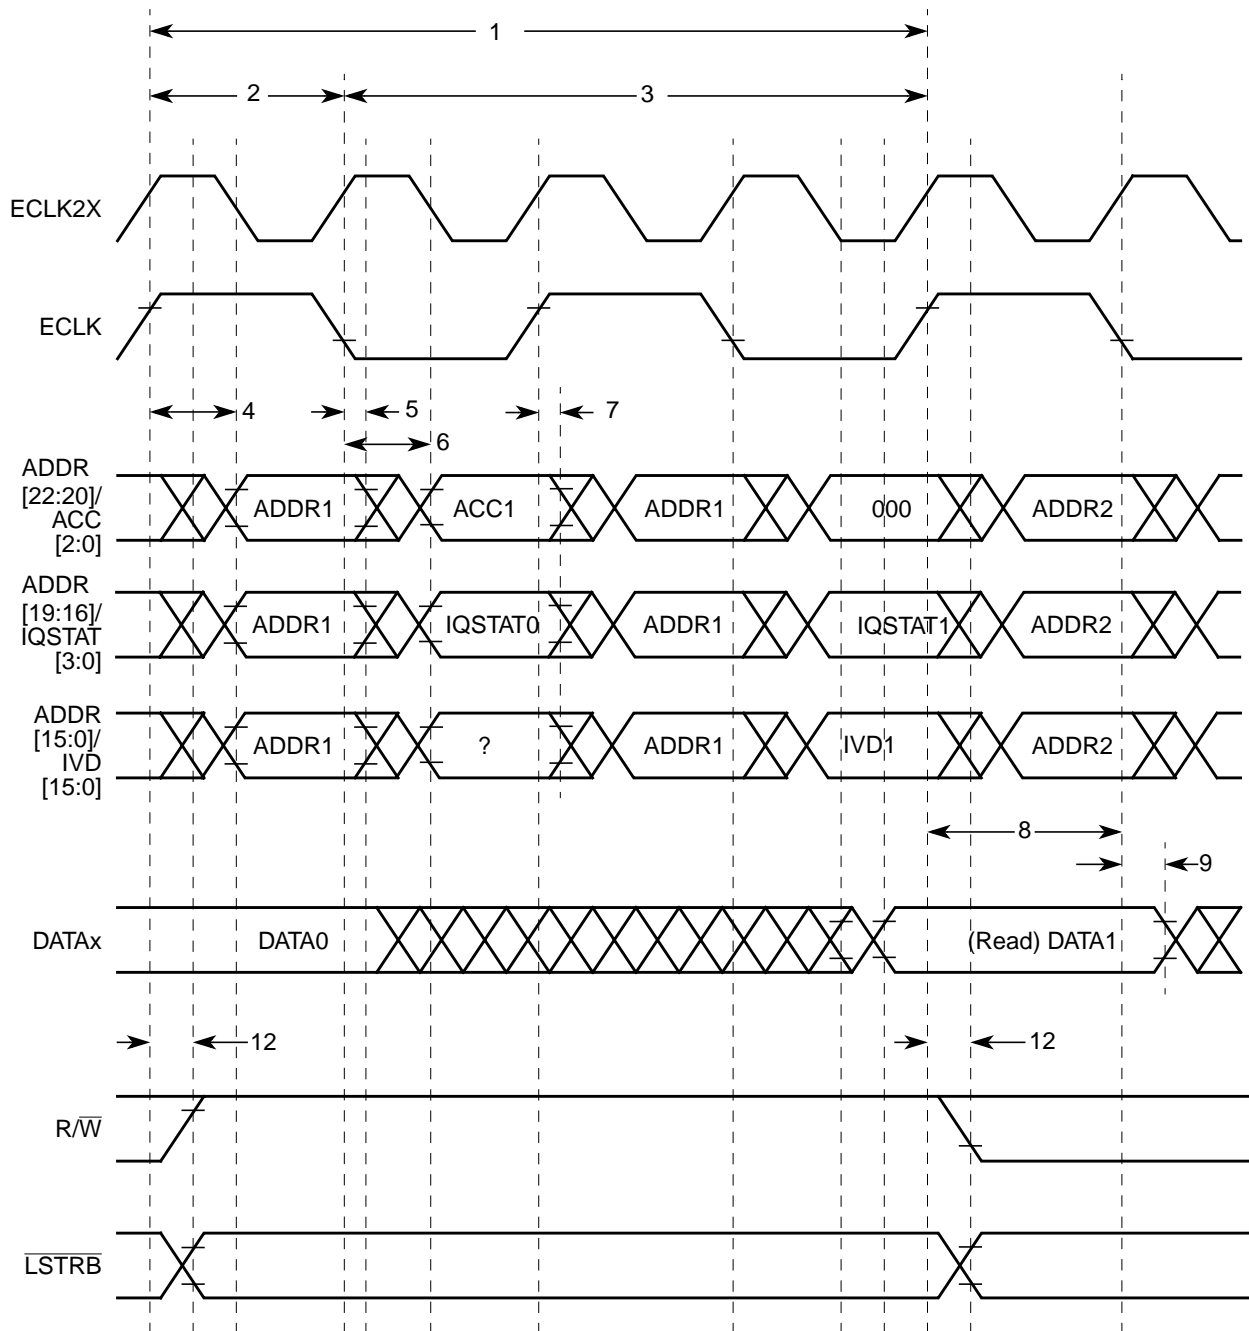 1
2
3
ECLK2X
ECLK
4
5
7
6
ADDR
[22:20]/
ACC
[2:0]
ADDR1
ACC1
ADDR1
000
ADDR2
ADDR
[19:16]/
IQSTAT
[3:0]
ADDR1
IQSTAT0
ADDR1
IQSTAT1
ADDR2
ADDR
[15:0]/
IVD
[15:0]
ADDR1
?
ADDR1
IVD1
ADDR2
8
9
DATAx
DATA0
(Read) DATA1
12
12
R/W
LSTRB